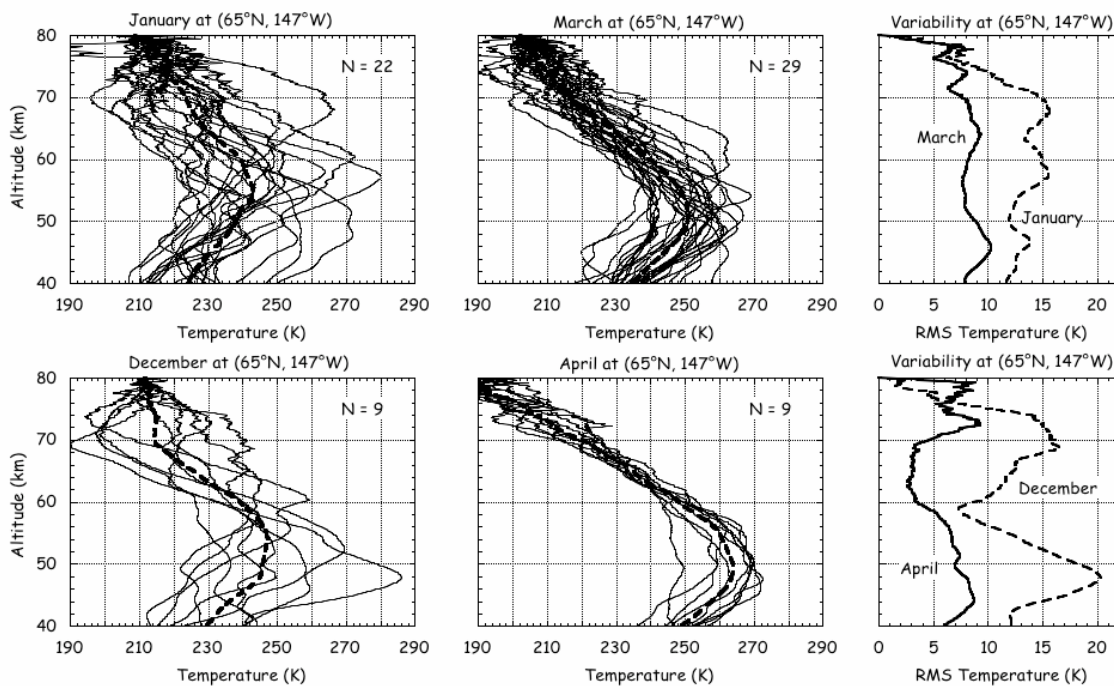 January at (65°N, 147°W)
March at (65°N, 147°W)
Variability at (65°N, 147°W)
Altitude (km)
80
70
60
50
40
N = 22
190 210 230 250 270 290
Temperature (K)
N = 29
190 210 230 250 270 290
Temperature (K)
March
January
0 5 10 15 20
RMS Temperature (K)
December at (65°N, 147°W)
April at (65°N, 147°W)
Variability at (65°N, 147°W)
Altitude (km)
80
70
60
50
40
N = 9
190 210 230 250 270 290
Temperature (K)
N = 9
190 210 230 250 270 290
Temperature (K)
December
April
0 5 10 15 20
RMS Temperature (K)